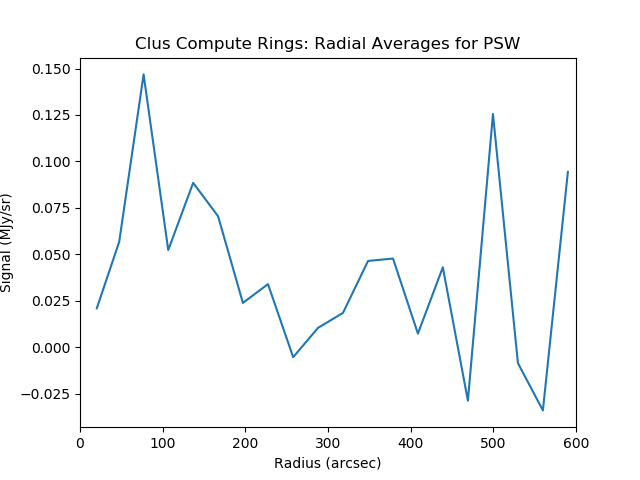 Clus Compute Rings: Radial Averages for PSW
0.150
0.125
0.100
0.075
0.050
0.025
0.000
−0.025
Signal (MJy/sr)
0 100 200 300 400 500 600
Radius (arcsec)